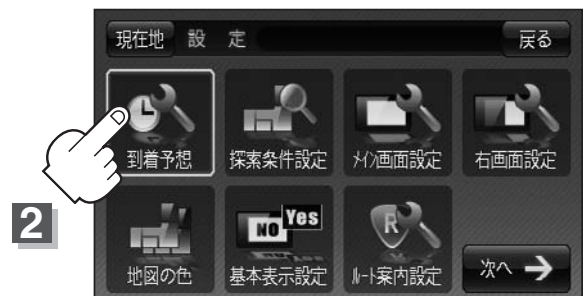 現在地 設 定 戻る
到着予想 探索条件設定 ﾒｲﾝ画面設定 右画面設定
2
NO Yes R
地図の色 基本表示設定 ﾙｰﾄ案内設定 次へ